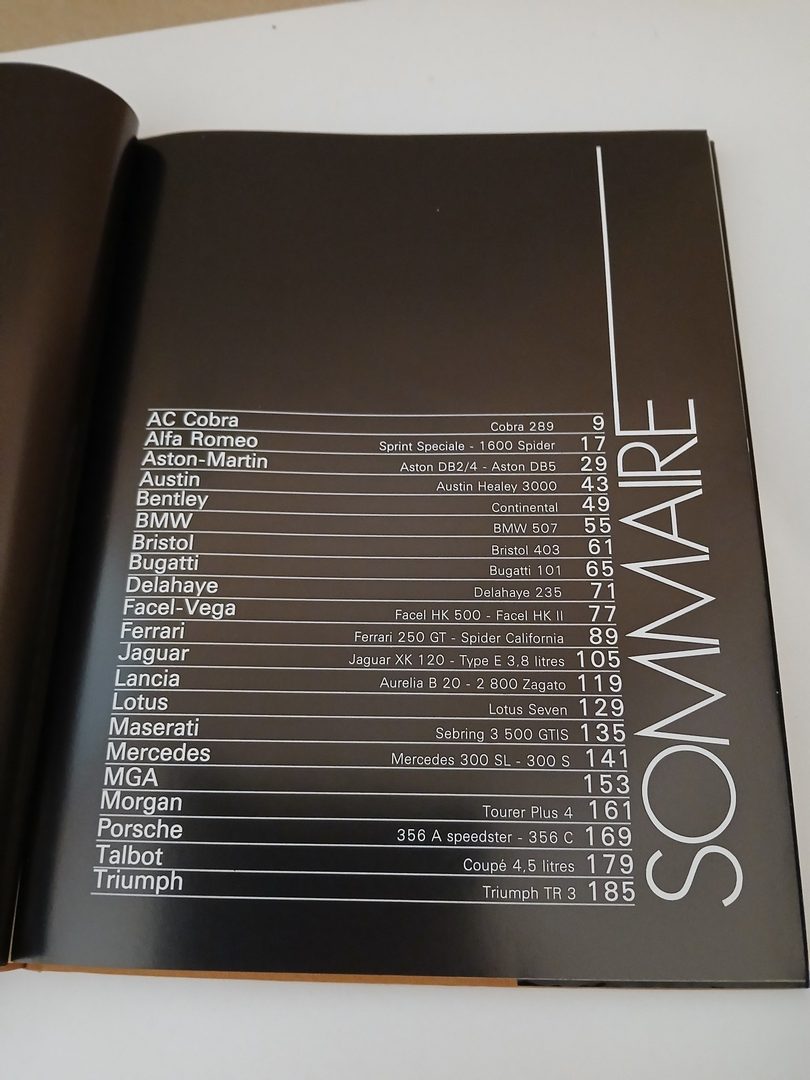 SOMMAIRE
AC Cobra Cobra 289 9
Alfa Romeo Sprint Speciale - 1600 Spider 17
Aston-Martin Aston DB2/4 - Aston DB5 29
Austin Austin Healey 3000 43
Bentley Continental 49
BMW BMW 507 55
Bristol Bristol 403 61
Bugatti Bugatti 101 65
Delahaye Delahaye 235 71
Facel-Vega Facel HK 500 - Facel HK II 77
Ferrari Ferrari 250 GT - Spider California 89
Jaguar Jaguar XK 120 - Type E 3,8 litres 105
Lancia Aurelia B 20 - 2 800 Zagato 119
Lotus Lotus Seven 129
Maserati Sebring 3 500 GTIS 135
Mercedes Mercedes 300 SL - 300 S 141
MGA 153
Morgan Tourer Plus 4 161
Porsche 356 A speedster - 356 C 169
Talbot Coupé 4,5 litres 179
Triumph Triumph TR 3 185